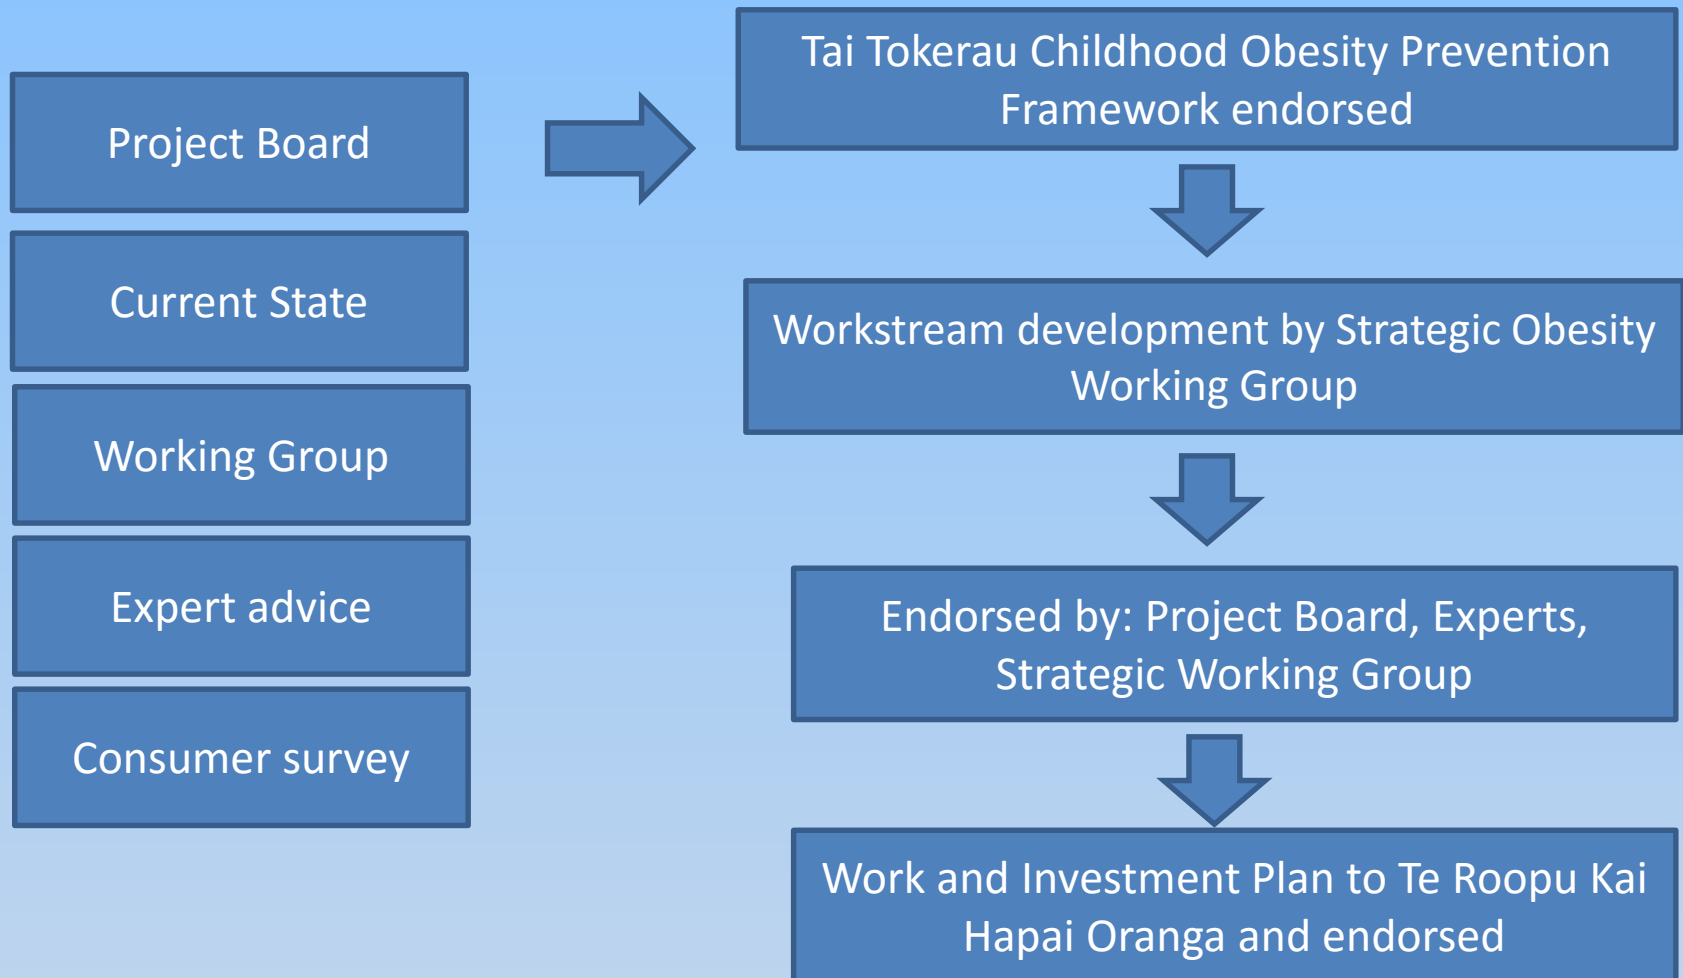 Project Board
Current State
Working Group
Expert advice
Consumer survey
Tai Tokerau Childhood Obesity Prevention
Framework endorsed
Workstream development by Strategic Obesity
Working Group
Endorsed by: Project Board, Experts,
Strategic Working Group
Work and Investment Plan to Te Roopu Kai
Hapai Oranga and endorsed